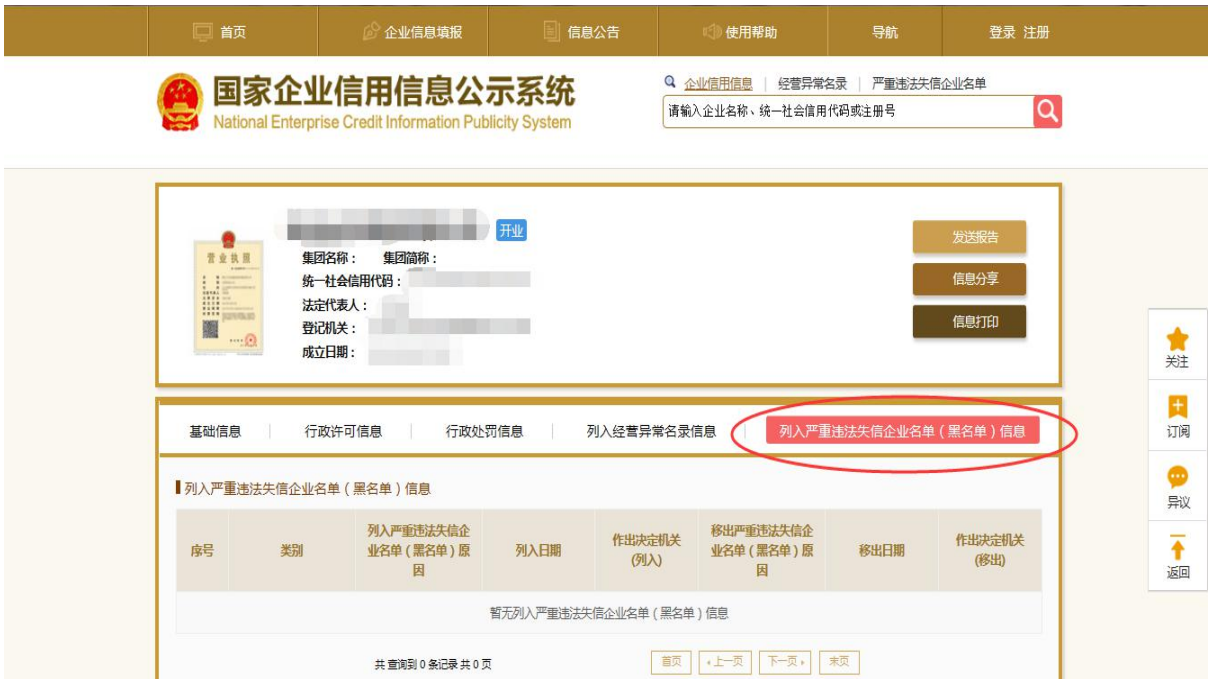 首页 企业信息填报 信息公告 使用帮助 导航 登录 注册
国家企业信用信息公示系统
National Enterprise Credit Information Publicity System
企业信用信息 | 经营异常名录 | 严重违法失信企业名单
请输入企业名称、统一社会信用代码或注册号
开业
营业执照
集团名称： 集团简称：
统一社会信用代码：
法定代表人：
登记机关：
成立日期：
发送报告
信息分享
信息打印
关注
订阅
异议
返回
基础信息 | 行政许可信息 | 行政处罚信息 | 列入经营异常名录信息 | 列入严重违法失信企业名单（黑名单）信息
列入严重违法失信企业名单（黑名单）信息
序号 类别 列入严重违法失信企业名单（黑名单）原因 列入日期 作出决定机关(列入) 移出严重违法失信企业名单（黑名单）原因 移出日期 作出决定机关(移出)
暂无列入严重违法失信企业名单（黑名单）信息
共查询到0条记录共0页 首页 上一页 下一页 末页